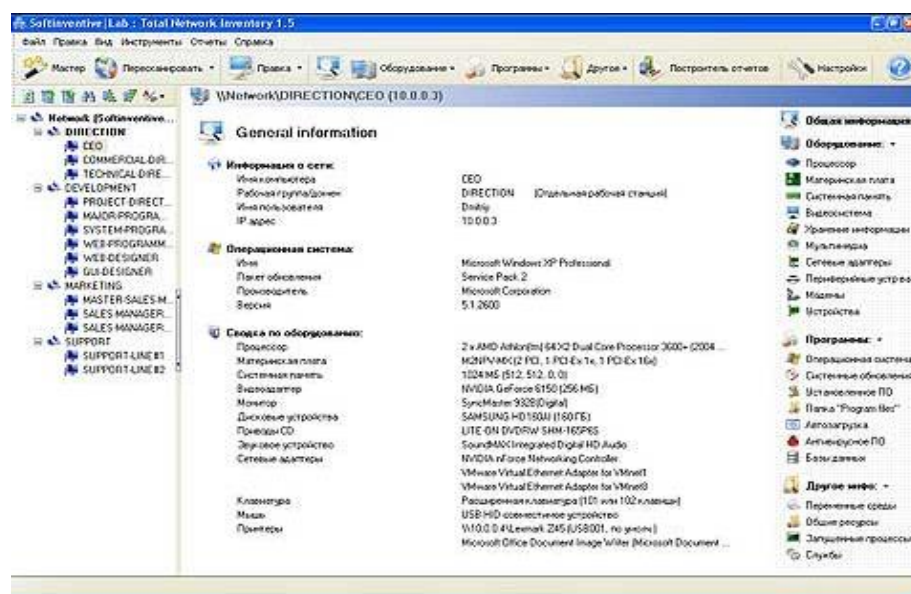 Softinventive Lab : Total Network Inventory 1.5
Файл Правка Вид Инструменты Отчеты Справка
Мастер Пересканировать Правка Оборудование Программы Другое Построитель отчетов Настройки
\\Network\DIRECTION\CEO (10.0.0.3)
Network (Softinventive...
DIRECTION
CEO
COMMERCIAL-DIR...
TECHNICAL-DIRE...
DEVELOPMENT
PROJECT-DIRECT...
MAJOR-PROGRA...
SYSTEM-PROGRA...
WEB-PROGRAMM...
WEB-DESIGNER
GUI-DESIGNER
MARKETING
MASTER-SALES-M...
SALES-MANAGER...
SALES-MANAGER...
SUPPORT
SUPPORT-LINE#1
SUPPORT-LINE#2
General information
Информация о сети:
Имя компьютера CEO
Рабочая группа/домен DIRECTION (Отдельная рабочая станция)
Имя пользователя Dmitriy
IP адрес 10.0.0.3
Операционная система:
Имя Microsoft Windows XP Professional
Пакет обновления Service Pack 2
Производитель Microsoft Corporation
Версия 5.1.2600
Сводка по оборудованию:
Процессор 2 x AMD Athlon(tm) 64 X2 Dual Core Processor 3600+ (2004 ...
Материнская плата M2NPV-MX (2 PCI, 1 PCI-Ex 1x, 1 PCI-Ex 16x)
Системная память 1024 МБ (512, 512, 0, 0)
Видеоадаптер NVIDIA GeForce 6150 (256 МБ)
Монитор SyncMaster 932B(Digital)
Дисковые устройства SAMSUNG HD160JJ (160 ГБ)
Приводы CD LITE-ON DVDRW SHM-165P6S
Звуковое устройство SoundMAX Integrated Digital HD Audio
Сетевые адаптеры NVIDIA nForce Networking Controller
VMware Virtual Ethernet Adapter for VMnet1
VMware Virtual Ethernet Adapter for VMnet8
Клавиатура Расширенная клавиатура (101 или 102 клавиши)
Мышь USB HID-совместимое устройство
Принтеры \\10.0.0.4\Lexmark Z45 (USB001, по умолч.)
Microsoft Office Document Image Writer (Microsoft Document ...
Общая информация
Оборудование:
Процессор
Материнская плата
Системная память
Видеосистема
Хранение информации
Мультимедиа
Сетевые адаптеры
Периферийные устрва
Модемы
Устройства
Программы:
Операционная система
Системные обновления
Установленное ПО
Папка "Program files"
Автозагрузка
Антивирусное ПО
Базы данных
Другое инфо:
Переменные среды
Общие ресурсы
Запущенные процессы
Службы